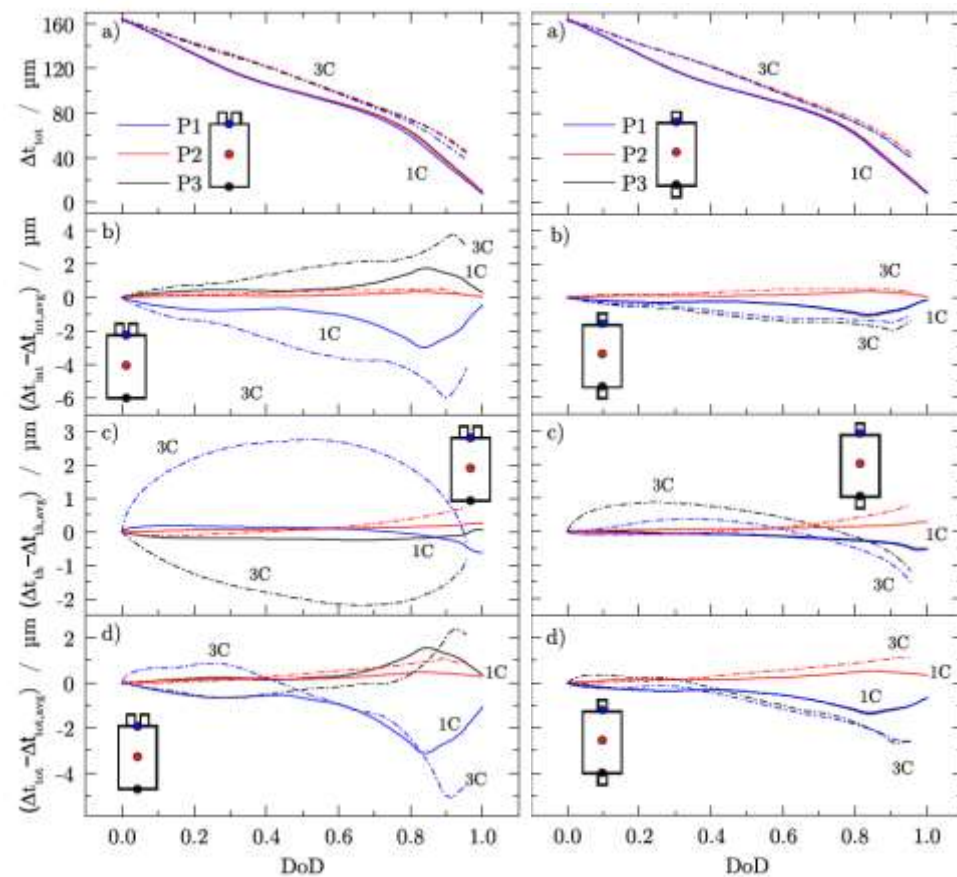 a)
160
120
80
40
0
Δt_tot / μm
3C
1C
P1
P2
P3
a)
3C
1C
P1
P2
P3
b)
4
2
0
-2
-4
-6
(Δt_int −Δt_int,avg) / μm
3C
1C
1C
3C
b)
3C
1C
3C
c)
3
2
1
0
-1
-2
(Δt_th −Δt_th,avg) / μm
3C
1C
3C
c)
3C
1C
3C
d)
2
0
-2
-4
(Δt_tot −Δt_tot,avg) / μm
3C
1C
1C
3C
d)
3C
1C
1C
3C
0.0 0.2 0.4 0.6 0.8 1.0
DoD
0.0 0.2 0.4 0.6 0.8 1.0
DoD